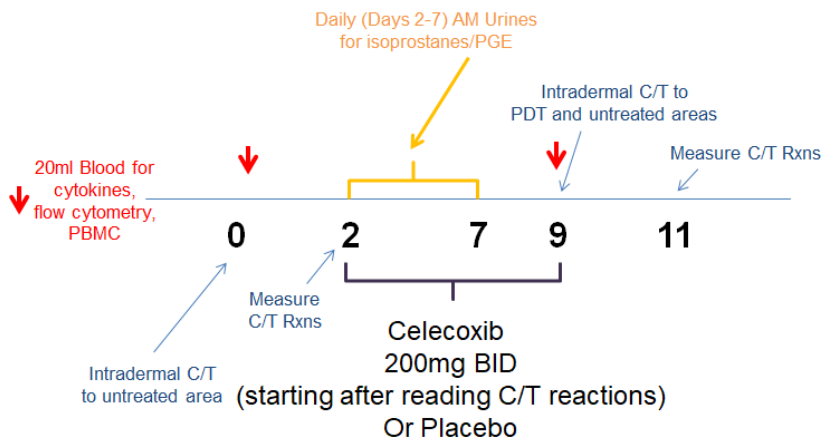 Daily (Days 2-7) AM Urines
for isoprostanes/PGE
Intradermal C/T to
PDT and untreated areas
Measure C/T Rxns
20ml Blood for
cytokines,
flow cytometry,
PBMC
0
2
7
9
11
Measure
C/T Rxns
Intradermal C/T
to untreated area
Celecoxib
200mg BID
(starting after reading C/T reactions)
Or Placebo